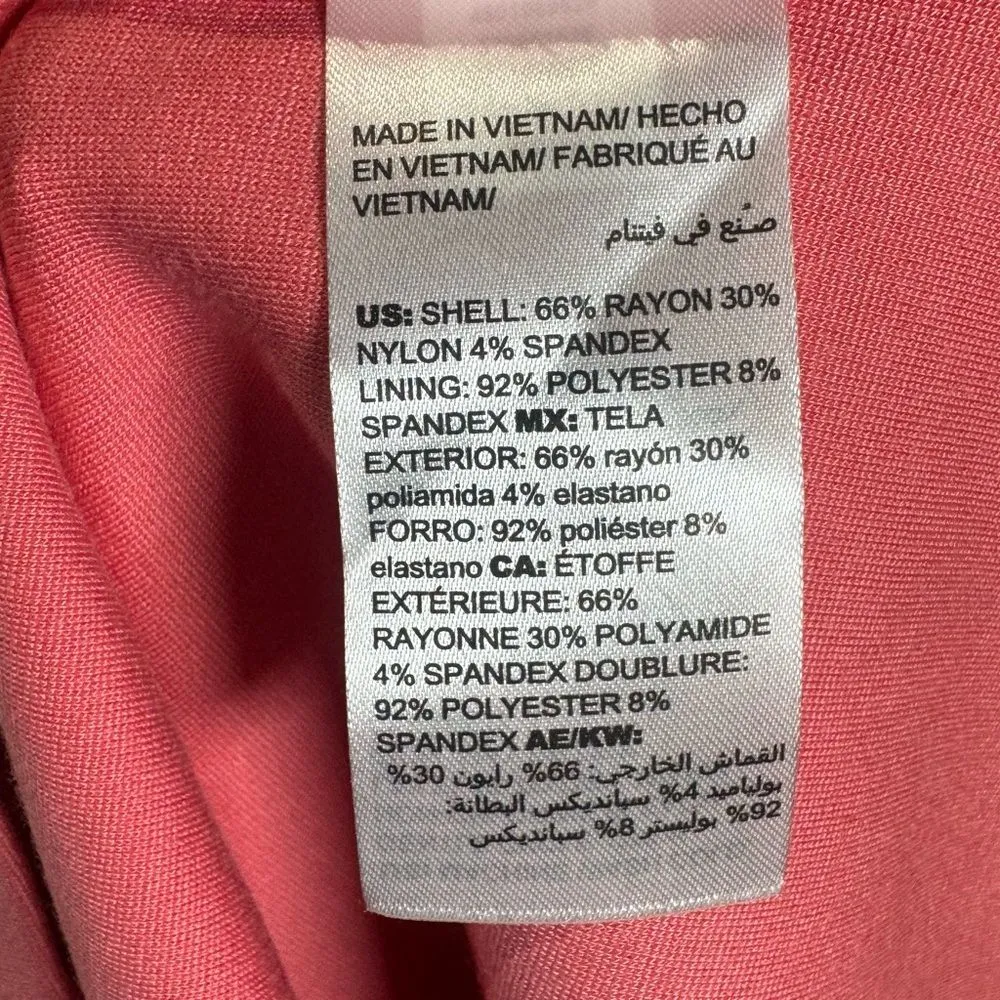 MADE IN VIETNAM/ HECHO
EN VIETNAM/ FABRIQUÉ AU
VIETNAM/
صُنع في فيتنام
US: SHELL: 66% RAYON 30%
NYLON 4% SPANDEX
LINING: 92% POLYESTER 8%
SPANDEX MX: TELA
EXTERIOR: 66% rayón 30%
poliamida 4% elastano
FORRO: 92% poliéster 8%
elastano CA: ÉTOFFE
EXTÉRIEURE: 66%
RAYONNE 30% POLYAMIDE
4% SPANDEX DOUBLURE:
92% POLYESTER 8%
SPANDEX AE/KW:
القماش الخارجي: 66% رايون 30%
بولياميد 4% سبانديكس البطانة:
92% بوليستر 8% سبانديكس